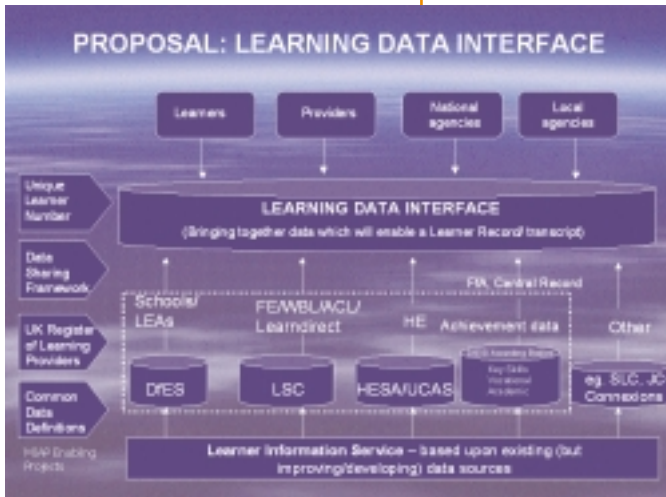 PROPOSAL: LEARNING DATA INTERFACE
Learners
Providers
National
agencies
Local
agencies
Unique
Learner
Number
LEARNING DATA INTERFACE
(Bringing together data which will enable a Learner Record/ transcript)
Data
Sharing
Framework
Central Record
Schools/
LEAs
FE/WBL/ACL/
Learndirect
HE
Achievement data
Other
UK Register
of Learning
Providers
DfES
LSC
HESA/UCAS
Awarding Bodies
Key Skills
Vocational
Academic
eg. SLC, JC
Connexions
Common
Data
Definitions
Enabling
Projects
Learner Information Service – based upon existing (but
improving/developing) data sources